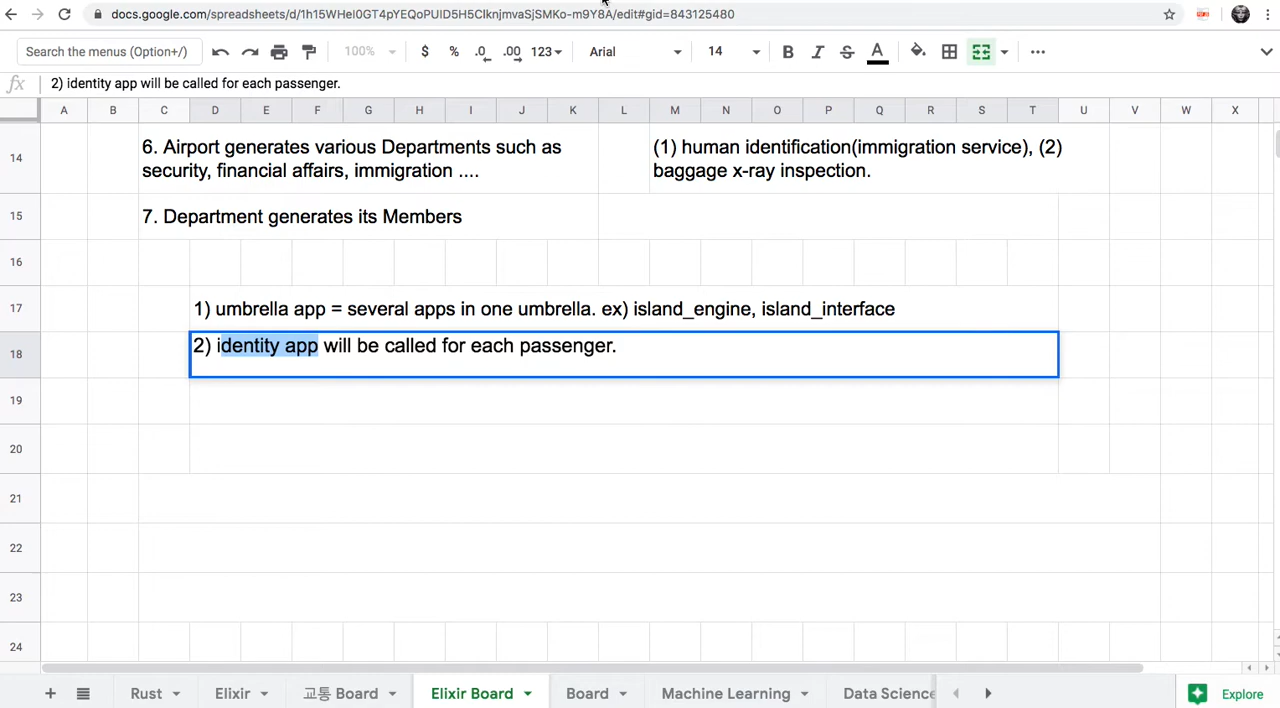 docs.google.com/spreadsheets/d/1h15WHeI0GT4pYEQoPUID5H5CIknjmvaSjSMKo-m9Y8A/edit#gid=843125480
Search the menus (Option+/)
100%
$
%
.0
.00
123
Arial
14
B
I
S
A
fx
2) identity app will be called for each passenger.
A B C D E F G H I J K L M N O P Q R S T U V W X
14
6. Airport generates various Departments such as
security, financial affairs, immigration ....
(1) human identification(immigration service), (2)
baggage x-ray inspection.
15
7. Department generates its Members
16
17
1) umbrella app = several apps in one umbrella. ex) island_engine, island_interface
18
2) identity app will be called for each passenger.
19
20
21
22
23
24
Rust
Elixir
교통 Board
Elixir Board
Board
Machine Learning
Data Science
Explore